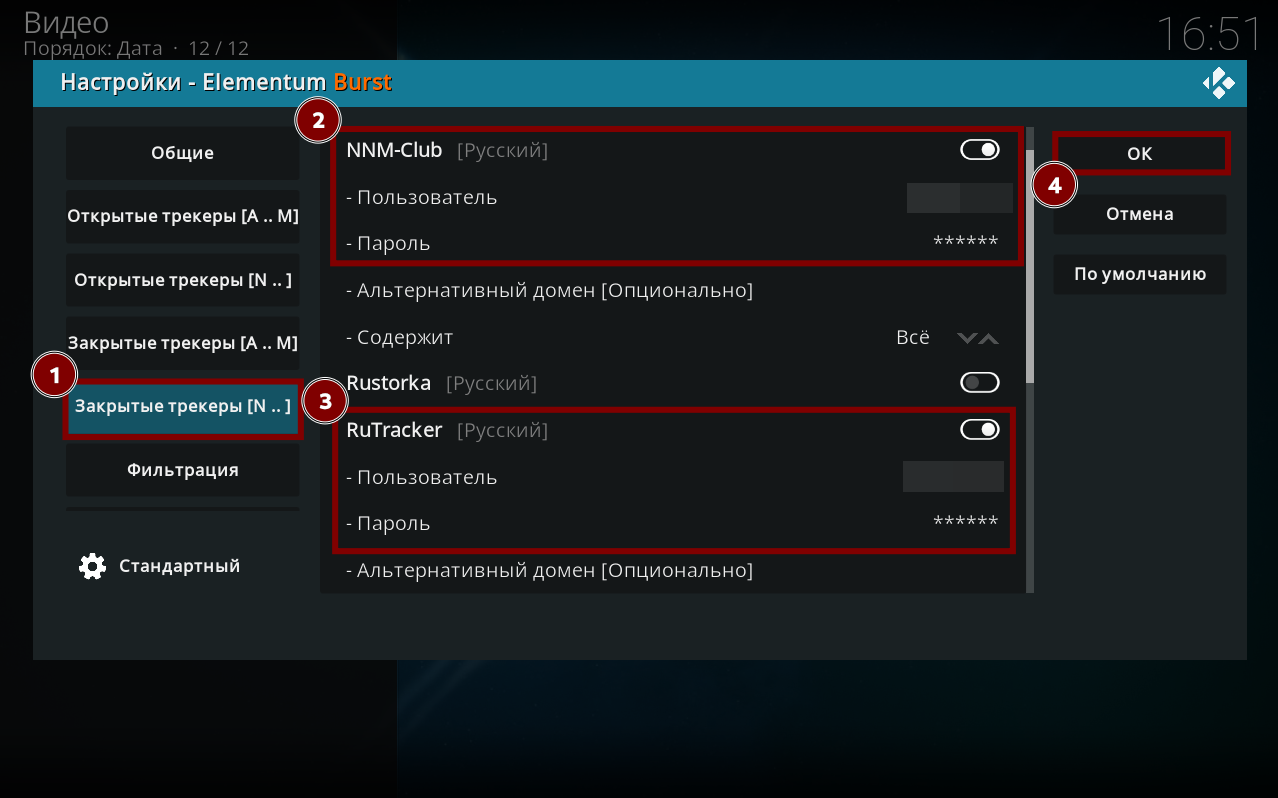 Видео
Порядок: Дата · 12 / 12
16:51
Настройки - Elementum Burst
Общие
Открытые трекеры [A .. M]
Открытые трекеры [N .. ]
Закрытые трекеры [A .. M]
1
Закрытые трекеры [N .. ]
Фильтрация
Стандартный
2
NNM-Club [Русский]
- Пользователь
- Пароль ******
- Альтернативный домен [Опционально]
- Содержит Всё
Rustorka [Русский]
3
RuTracker [Русский]
- Пользователь
- Пароль ******
- Альтернативный домен [Опционально]
ОК
4
Отмена
По умолчанию